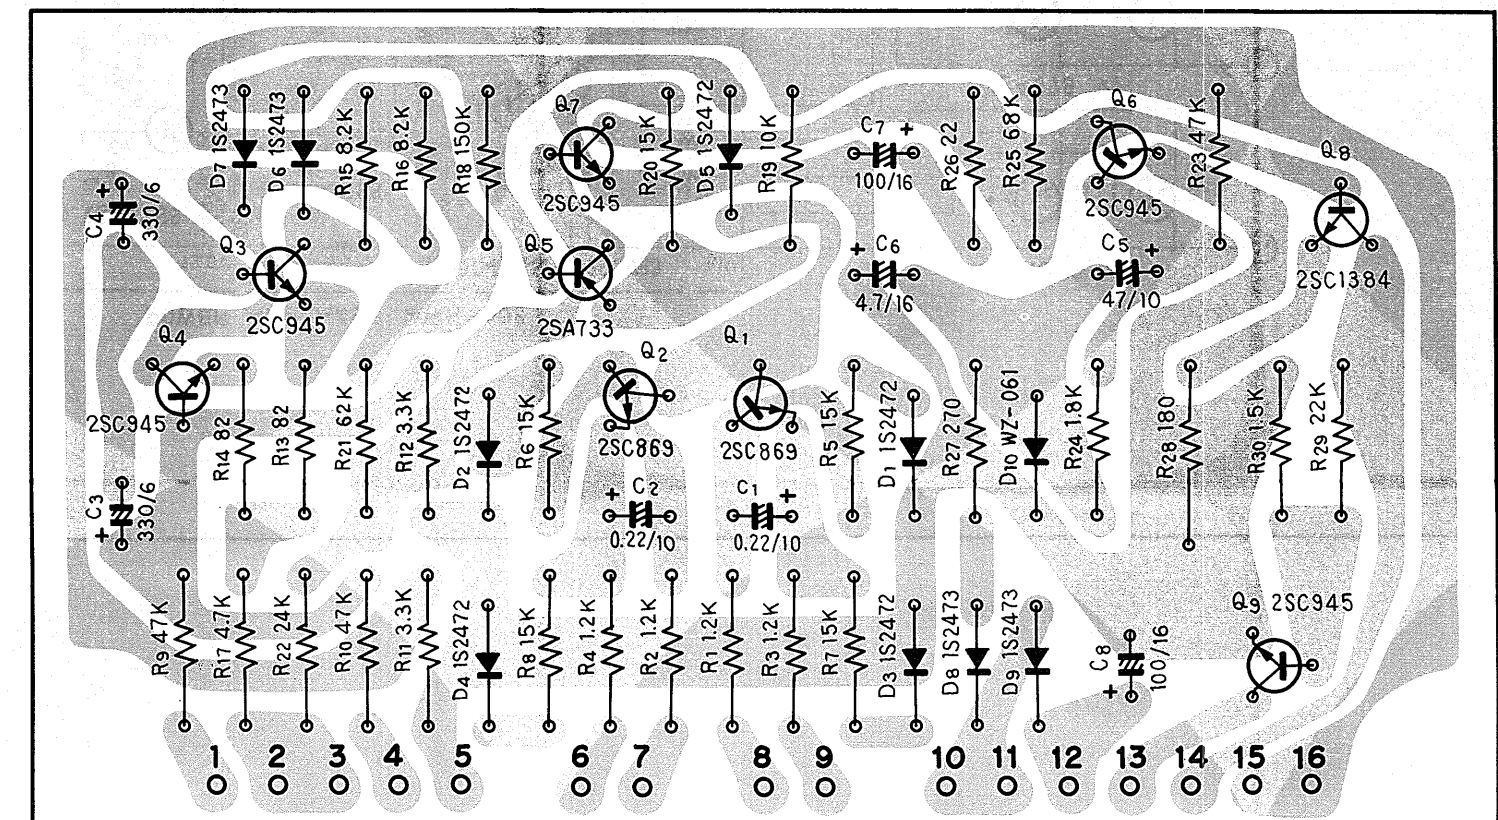 D7 1S2473
D6 1S2473
R15 8.2K
R16 8.2K
R18 150K
Q7
2SC945
R20 15K
D5 1S2472
R19 10K
C7 +
100/16
R26 22
R25 68K
Q6
2SC945
R23 47K
Q8
2SC1384
C4 +
330/6
Q3
2SC945
Q5
2SA733
+ C6
4.7/16
C5 +
47/10
Q4
2SC945
R14 82
R13 82
R21 62K
R12 3.3K
D2 1S2472
R6 15K
Q2
2SC869
Q1
2SC869
R5 15K
D1 1S2472
R27 270
D10 WZ-061
R24 1.8K
R28 180
R30 1.5K
R29 22K
C3 +
330/6
+ C2
0.22/10
C1 +
0.22/10
R9 47K
R17 4.7K
R22 24K
R10 47K
R11 3.3K
D4 1S2472
R8 15K
R4 1.2K
R2 1.2K
R1 1.2K
R3 1.2K
R7 15K
D3 1S2472
D8 1S2473
D9 1S2473
C8 +
100/16
Q9 2SC945
1 2 3 4 5 6 7 8 9 10 11 12 13 14 15 16